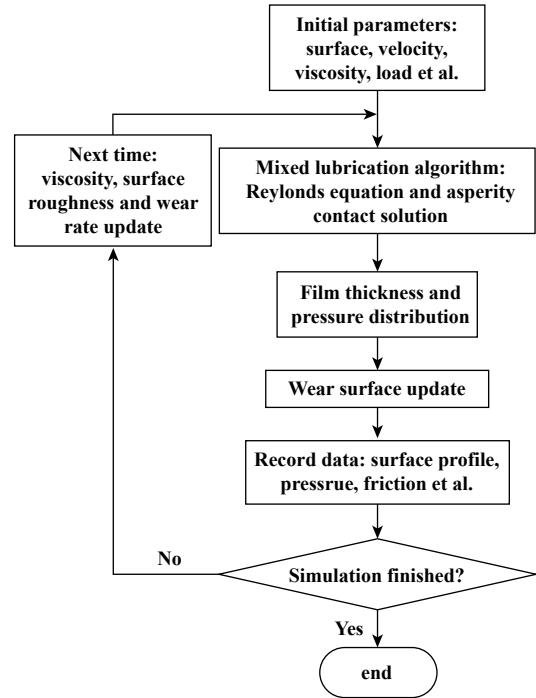 Initial parameters:
surface, velocity,
viscosity, load et al.
Next time:
viscosity, surface
roughness and wear
rate update
Mixed lubrication algorithm:
Reylonds equation and asperity
contact solution
Film thickness and
pressure distribution
Wear surface update
Record data: surface profile,
pressrue, friction et al.
No
Simulation finished?
Yes
end